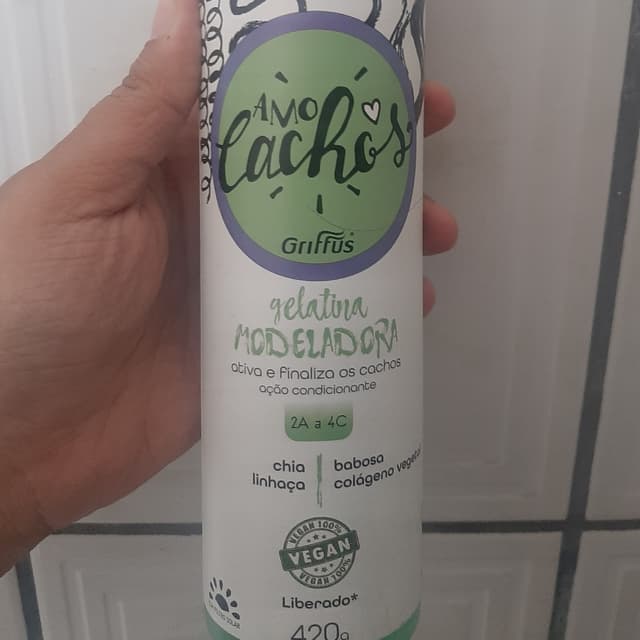 AMO
Cachos
Griffus
gelatina
MODELADORA
ativa e finaliza os cachos
ação condicionante
2A a 4C
chia | babosa
linhaça | colágeno vegetal
VEGAN 100%
VEGAN
VEGAN 100%
Liberado*
420g